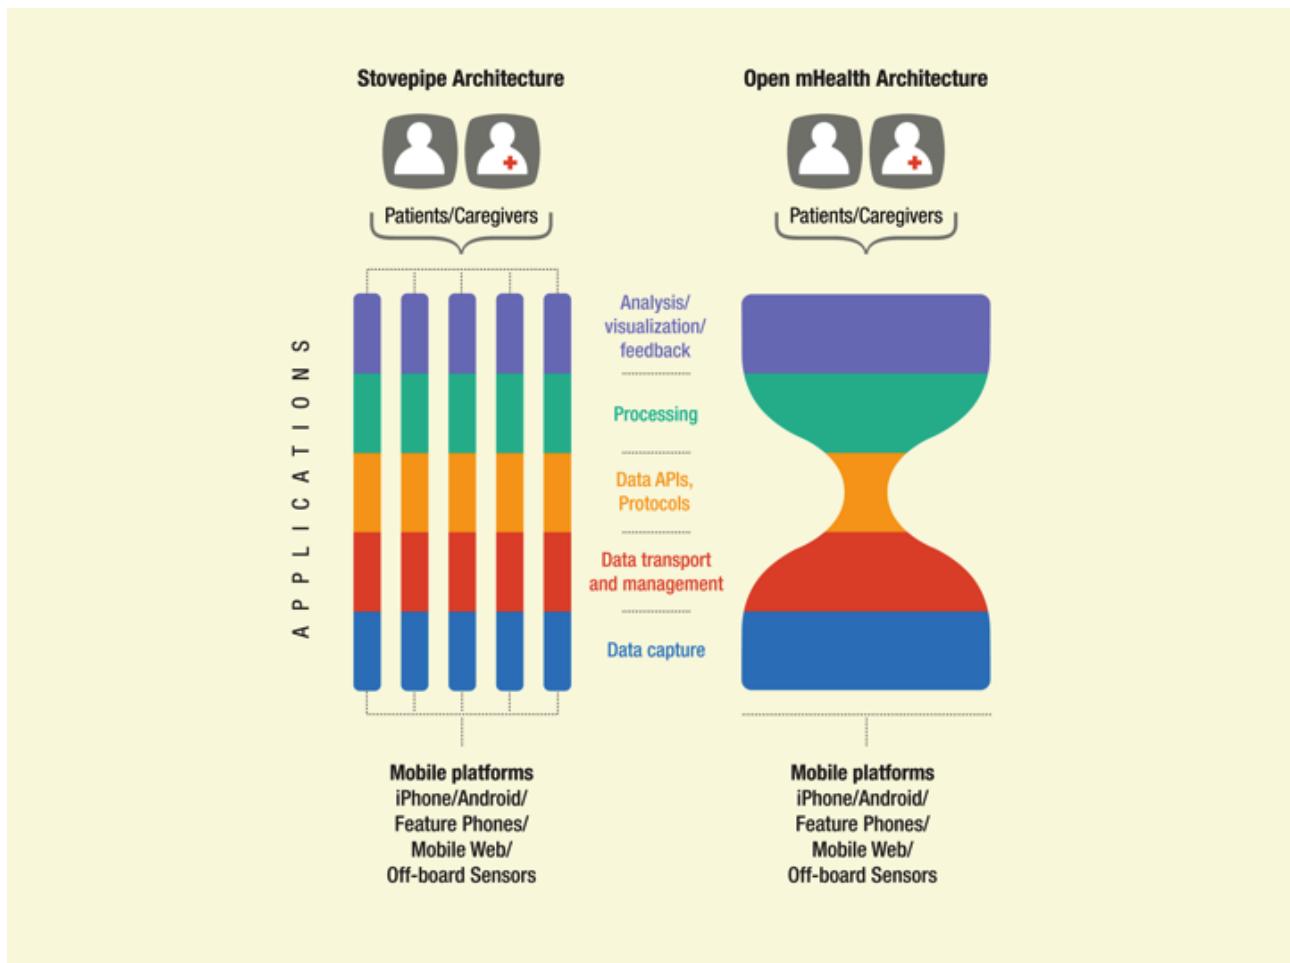 Stovepipe Architecture
Patients/Caregivers
Open mHealth Architecture
Patients/Caregivers
APPLICATIONS
Analysis/
visualization/
feedback
Processing
Data APIs,
Protocols
Data transport
and management
Data capture
Mobile platforms
iPhone/Android/
Feature Phones/
Mobile Web/
Off-board Sensors
Mobile platforms
iPhone/Android/
Feature Phones/
Mobile Web/
Off-board Sensors